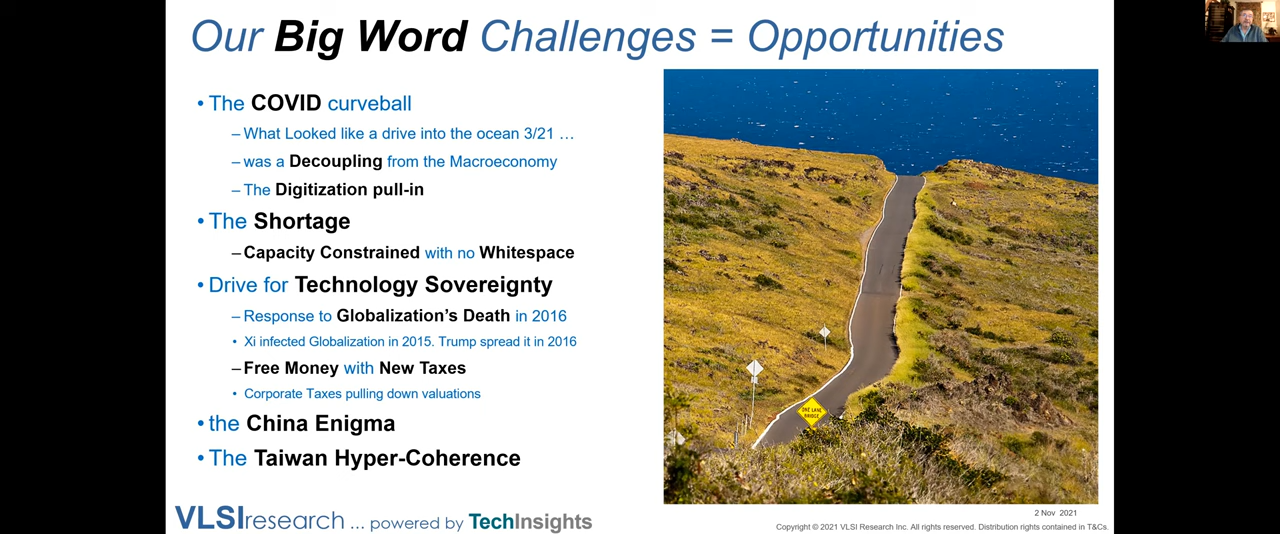 Our Big Word Challenges = Opportunities
• The COVID curveball
– What Looked like a drive into the ocean 3/21 …
– was a Decoupling from the Macroeconomy
– The Digitization pull-in
• The Shortage
– Capacity Constrained with no Whitespace
• Drive for Technology Sovereignty
– Response to Globalization’s Death in 2016
• Xi infected Globalization in 2015. Trump spread it in 2016
– Free Money with New Taxes
• Corporate Taxes pulling down valuations
• the China Enigma
• The Taiwan Hyper-Coherence
ONE LANE
BRIDGE
VLSIresearch ... powered by TechInsights
2 Nov 2021
Copyright © 2021 VLSI Research Inc. All rights reserved. Distribution rights contained in T&Cs.